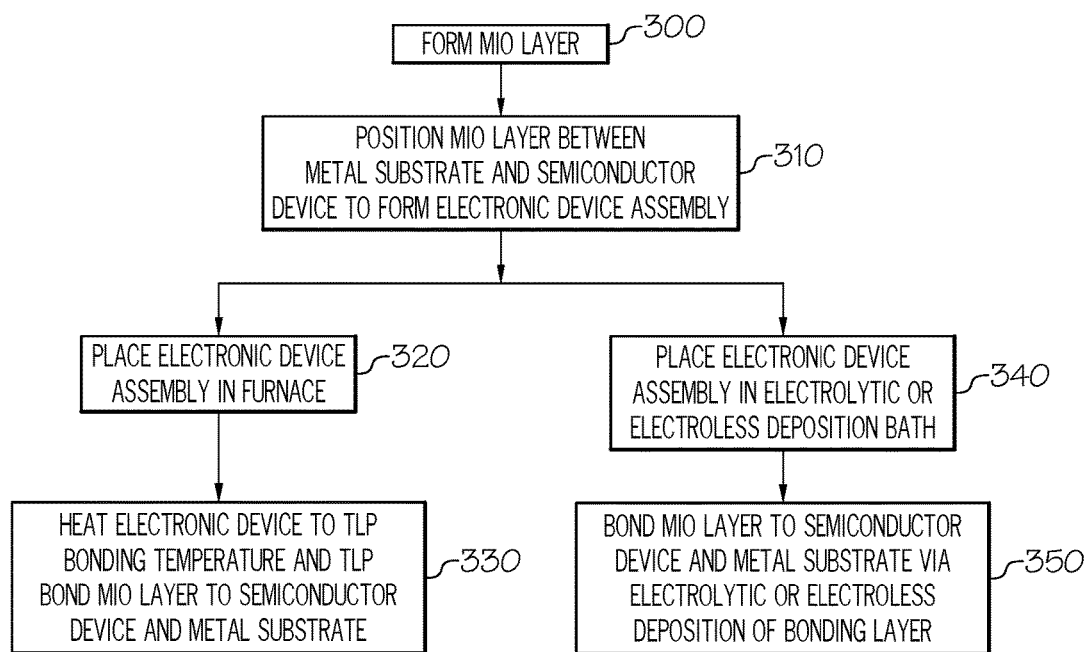 FORM MIO LAYER
300
POSITION MIO LAYER BETWEEN
METAL SUBSTRATE AND SEMICONDUCTOR
DEVICE TO FORM ELECTRONIC DEVICE ASSEMBLY
310
PLACE ELECTRONIC DEVICE
ASSEMBLY IN FURNACE
320
PLACE ELECTRONIC DEVICE
ASSEMBLY IN ELECTROLYTIC OR
ELECTROLESS DEPOSITION BATH
340
HEAT ELECTRONIC DEVICE TO TLP
BONDING TEMPERATURE AND TLP
BOND MIO LAYER TO SEMICONDUCTOR
DEVICE AND METAL SUBSTRATE
330
BOND MIO LAYER TO SEMICONDUCTOR
DEVICE AND METAL SUBSTRATE VIA
ELECTROLYTIC OR ELECTROLESS
DEPOSITION OF BONDING LAYER
350